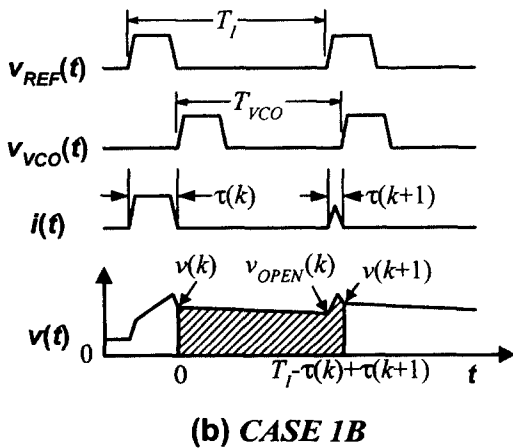 T_I
v_REF(t)
T_VCO
v_VCO(t)
τ(k) τ(k+1)
i(t)
v(k) v_OPEN(k) v(k+1)
v(t)
0
0 T_I-τ(k)+τ(k+1) t
(b) CASE 1B